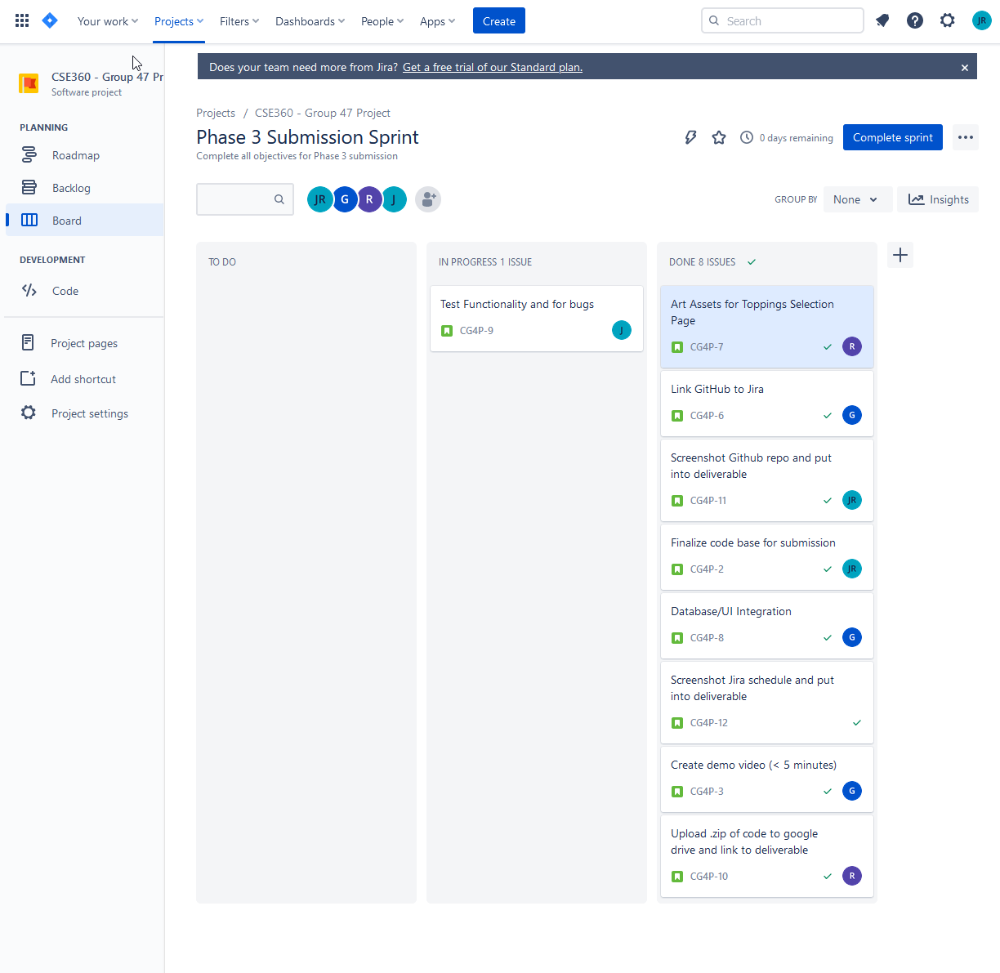 Your work Projects Filters Dashboards People Apps Create Search JR
CSE360 - Group 47 Pr
Software project
PLANNING
Roadmap
Backlog
Board
DEVELOPMENT
Code
Project pages
Add shortcut
Project settings
Does your team need more from Jira? Get a free trial of our Standard plan.
Projects / CSE360 - Group 47 Project
Phase 3 Submission Sprint
0 days remaining Complete sprint
Complete all objectives for Phase 3 submission
JR G R J
GROUP BY None Insights
TO DO
IN PROGRESS 1 ISSUE
Test Functionality and for bugs
CG4P-9 J
DONE 8 ISSUES
Art Assets for Toppings Selection
Page
CG4P-7 R
Link GitHub to Jira
CG4P-6 G
Screenshot Github repo and put
into deliverable
CG4P-11 JR
Finalize code base for submission
CG4P-2 JR
Database/UI Integration
CG4P-8 G
Screenshot Jira schedule and put
into deliverable
CG4P-12
Create demo video (< 5 minutes)
CG4P-3 G
Upload .zip of code to google
drive and link to deliverable
CG4P-10 R